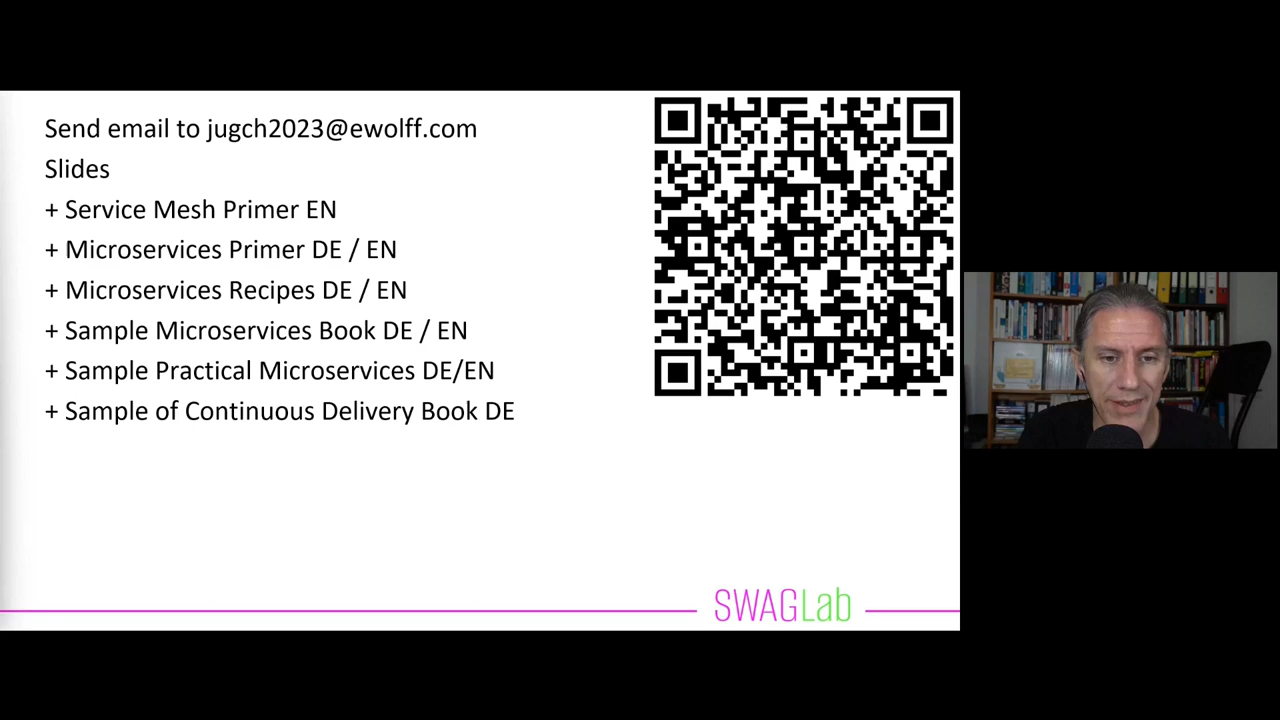 Send email to jugch2023@ewolff.com
Slides
+ Service Mesh Primer EN
+ Microservices Primer DE / EN
+ Microservices Recipes DE / EN
+ Sample Microservices Book DE / EN
+ Sample Practical Microservices DE/EN
+ Sample of Continuous Delivery Book DE
SWAGLab